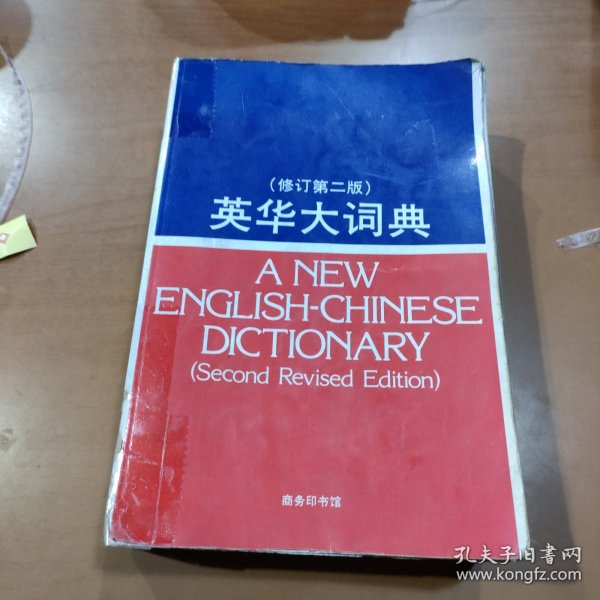 (修订第二版)
英华大词典
A NEW
ENGLISH-CHINESE
DICTIONARY
(Second Revised Edition)
商务印书馆
孔夫子旧书网
www.kongfz.com